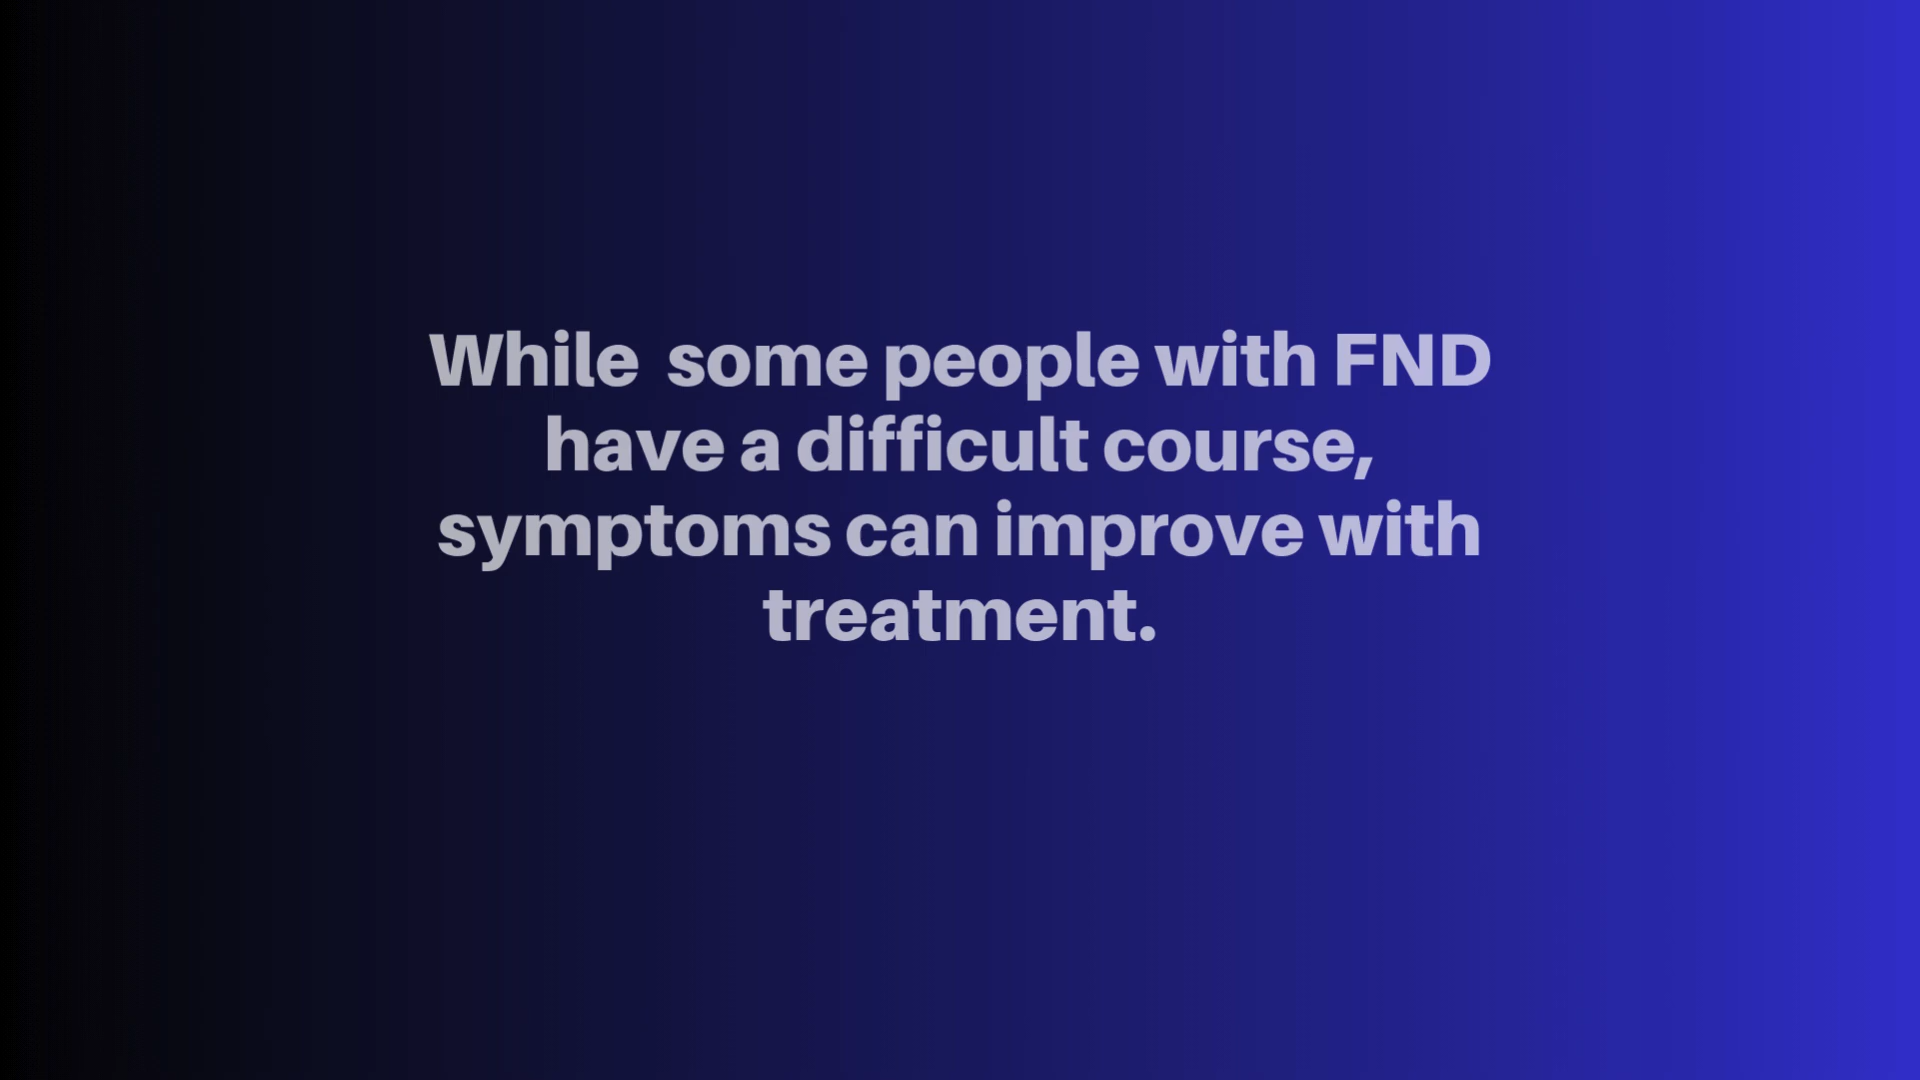 While  some people with FND
have a difficult course,
symptoms can improve with
treatment.